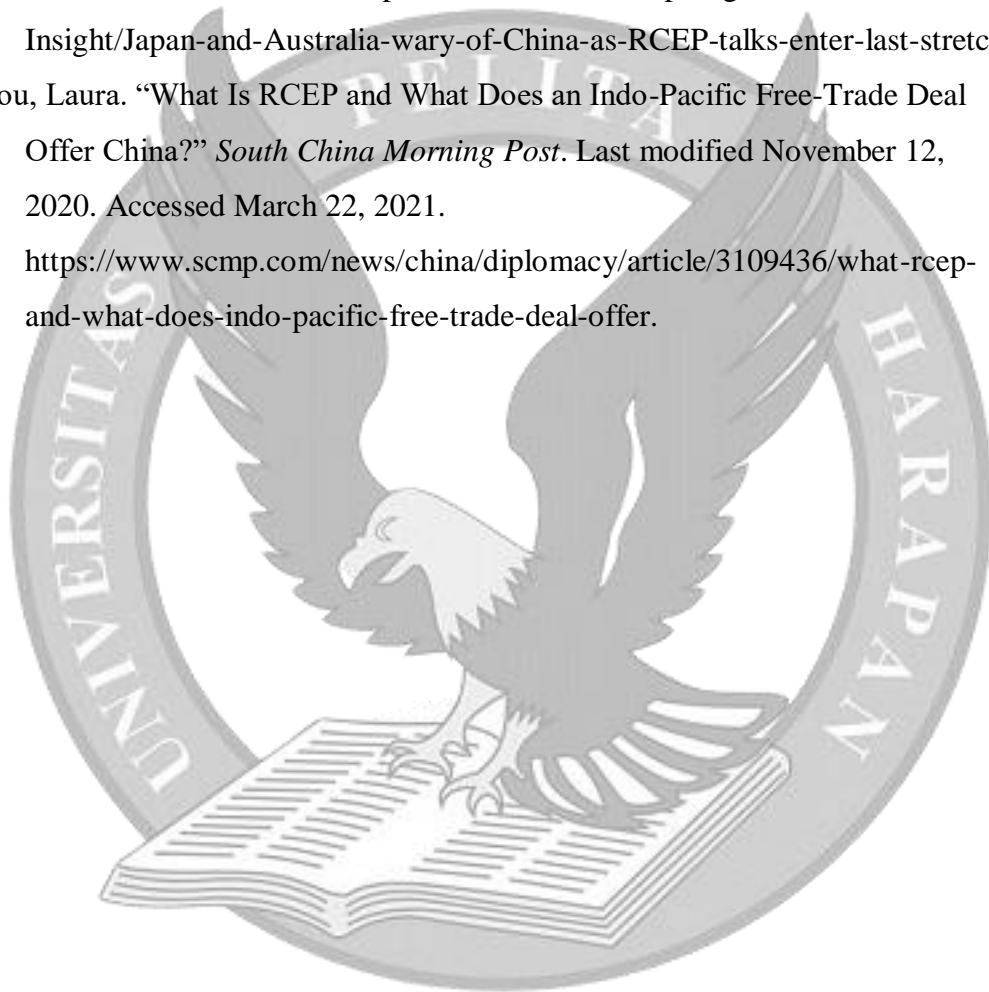 Insight/Japan-and-Australia-wary-of-China-as-RCEP-talks-enter-last-stretc
ou, Laura. “What Is RCEP and What Does an Indo-Pacific Free-Trade Deal
Offer China?” South China Morning Post. Last modified November 12,
2020. Accessed March 22, 2021.
https://www.scmp.com/news/china/diplomacy/article/3109436/what-rcep-
and-what-does-indo-pacific-free-trade-deal-offer.
UNIVERSITAS PELITA HARAPAN